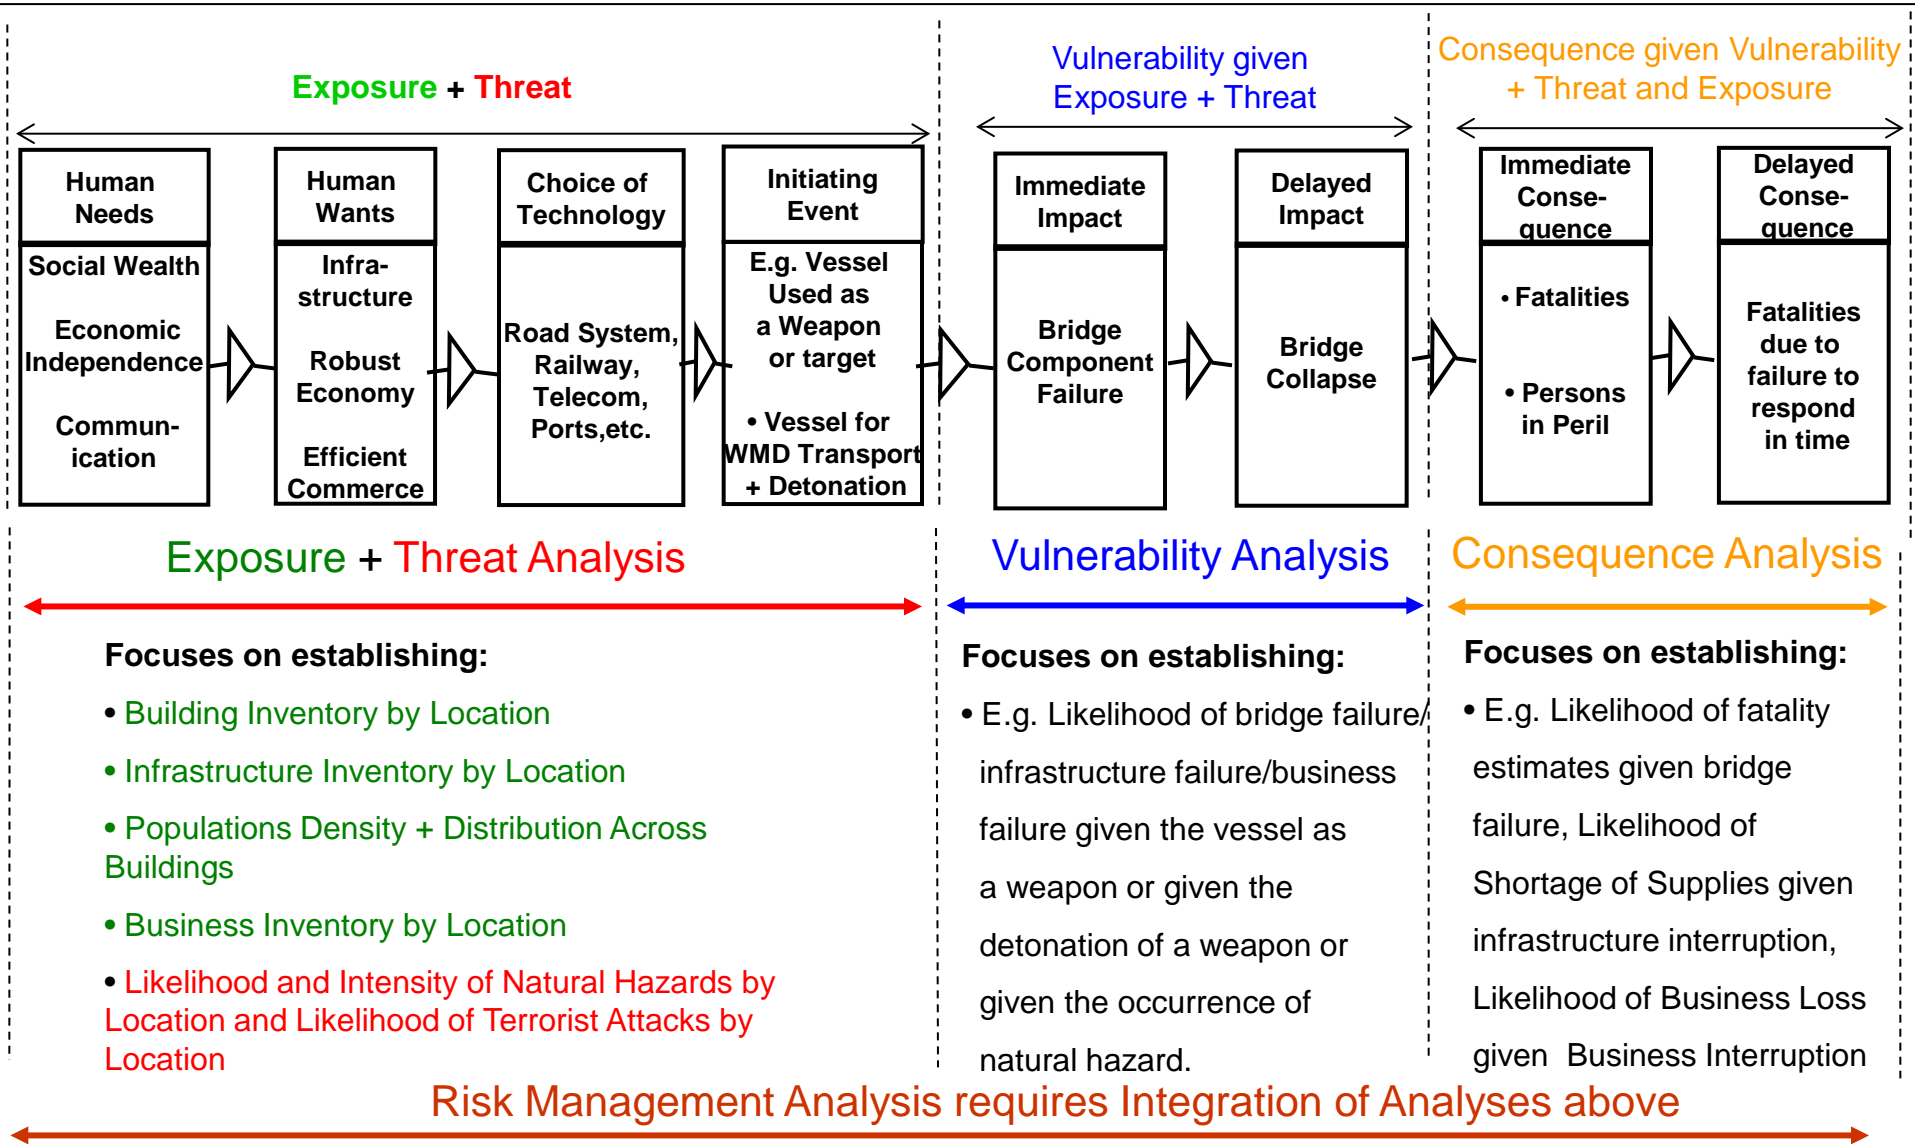 Exposure + Threat
Vulnerability given
Exposure + Threat
Consequence given Vulnerability
+ Threat and Exposure
Human
Needs
Social Wealth
Economic
Independence
Commun-
ication
Human
Wants
Infra-
structure
Robust
Economy
Efficient
Commerce
Choice of
Technology
Road System,
Railway,
Telecom,
Ports,etc.
Initiating
Event
E.g. Vessel
Used as
a Weapon
or target
• Vessel for
WMD Transport
+ Detonation
Immediate
Impact
Bridge
Component
Failure
Delayed
Impact
Bridge
Collapse
Immediate
Conse-
quence
• Fatalities
• Persons
in Peril
Delayed
Conse-
quence
Fatalities
due to
failure to
respond
in time
Exposure + Threat Analysis
Focuses on establishing:
• Building Inventory by Location
• Infrastructure Inventory by Location
• Populations Density + Distribution Across
Buildings
• Business Inventory by Location
• Likelihood and Intensity of Natural Hazards by
Location and Likelihood of Terrorist Attacks by
Location
Vulnerability Analysis
Focuses on establishing:
• E.g. Likelihood of bridge failure/
infrastructure failure/business
failure given the vessel as
a weapon or given the
detonation of a weapon or
given the occurrence of
natural hazard.
Consequence Analysis
Focuses on establishing:
• E.g. Likelihood of fatality
estimates given bridge
failure, Likelihood of
Shortage of Supplies given
infrastructure interruption,
Likelihood of Business Loss
given Business Interruption
Risk Management Analysis requires Integration of Analyses above